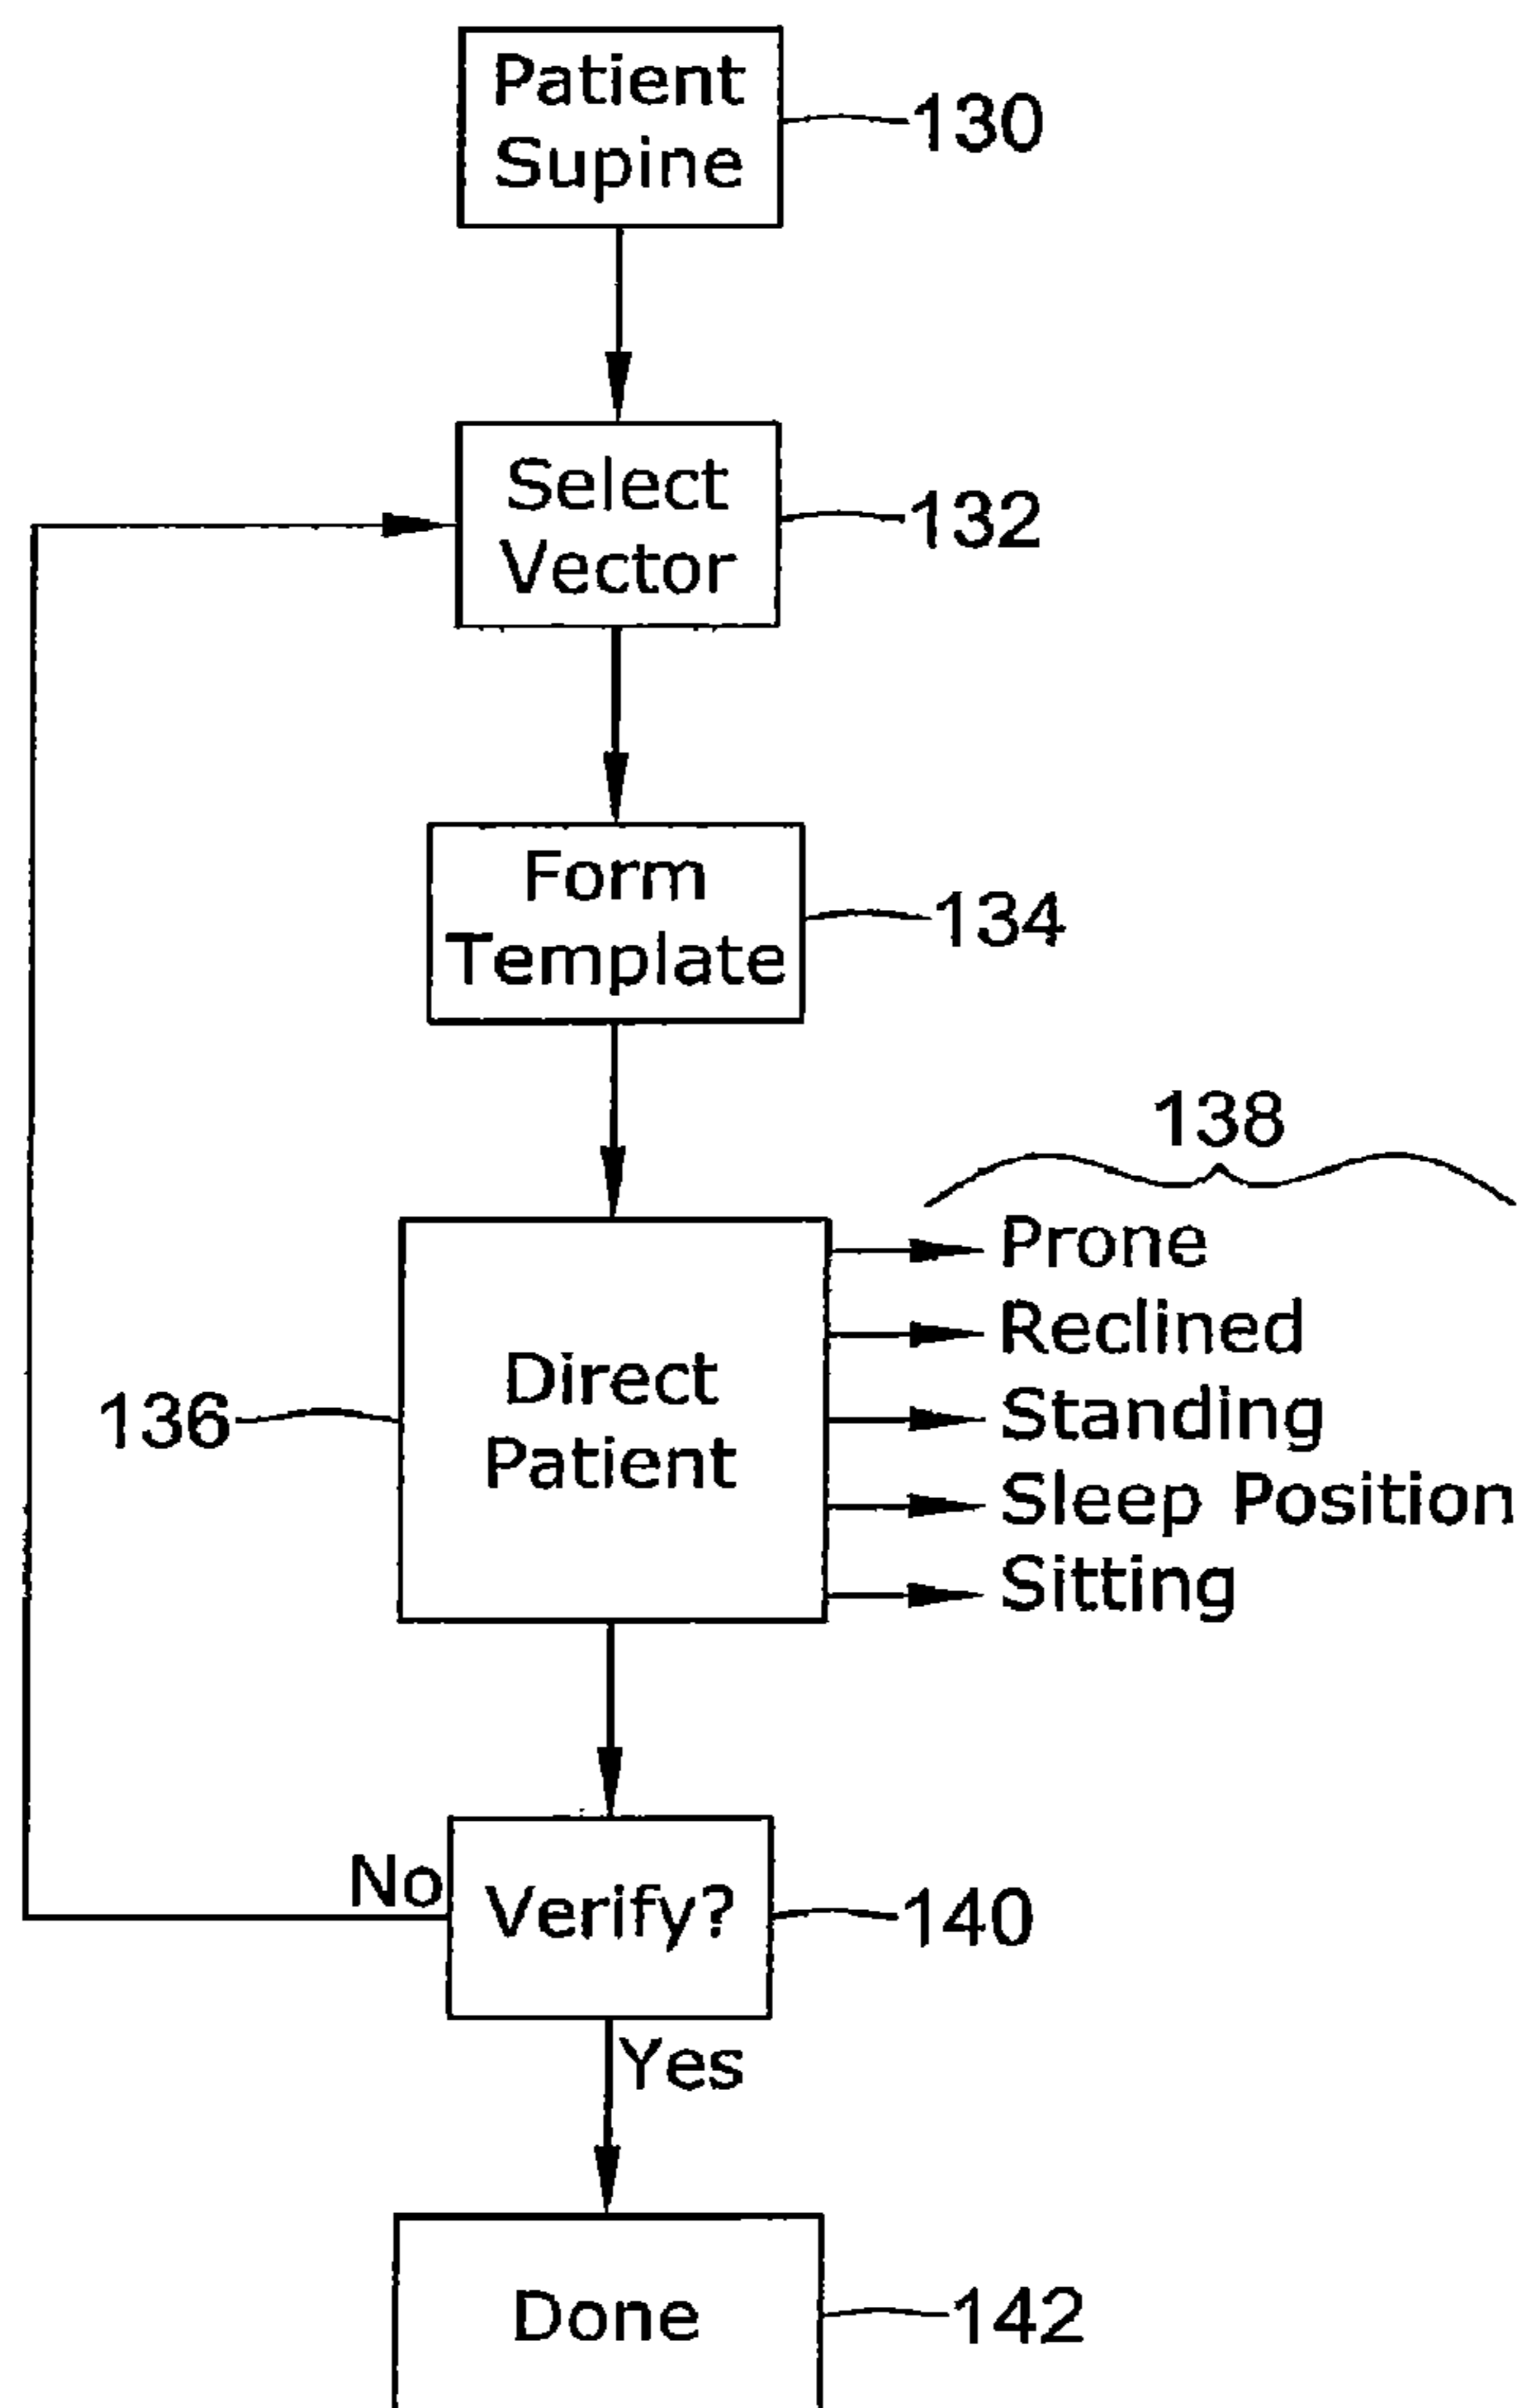 Patient
Supine
130
Select
Vector
132
Form
Template
134
138
Direct
Patient
136
Prone
Reclined
Standing
Sleep Position
Sitting
No
Verify?
140
Yes
Done
142